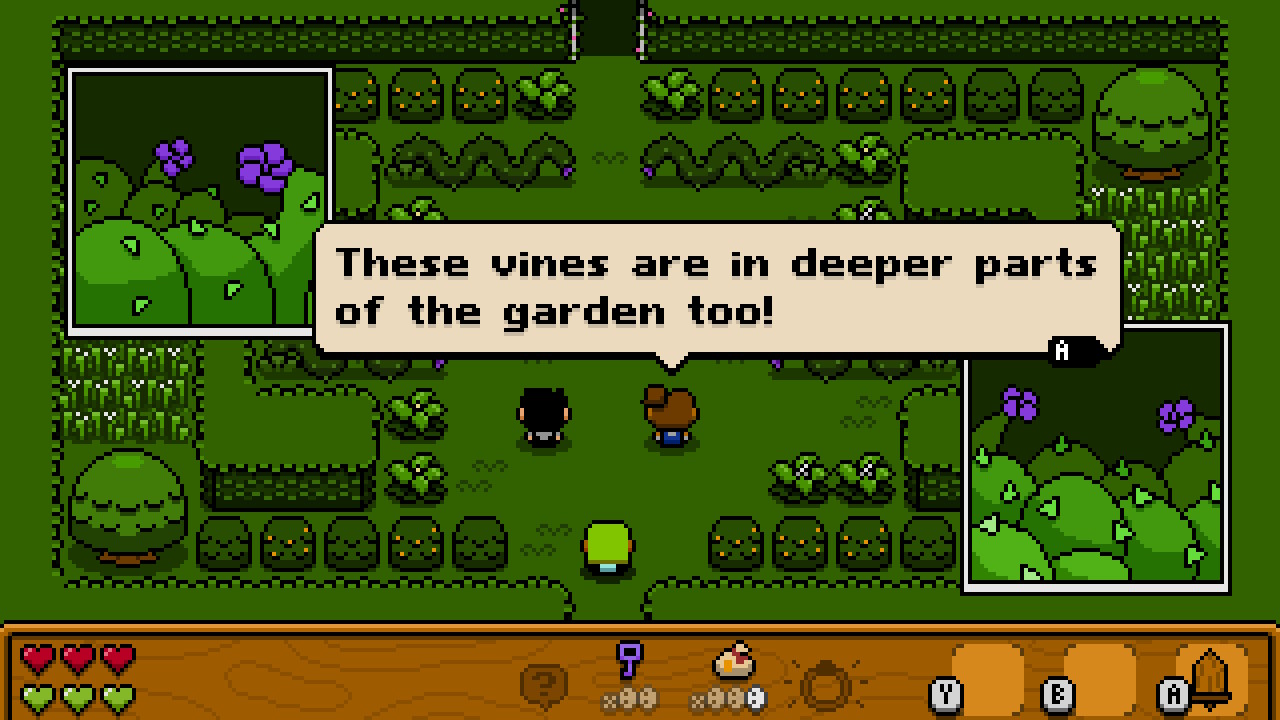 These vines are in deeper parts
of the garden too!
A
?
x00
x000
Y
B
A